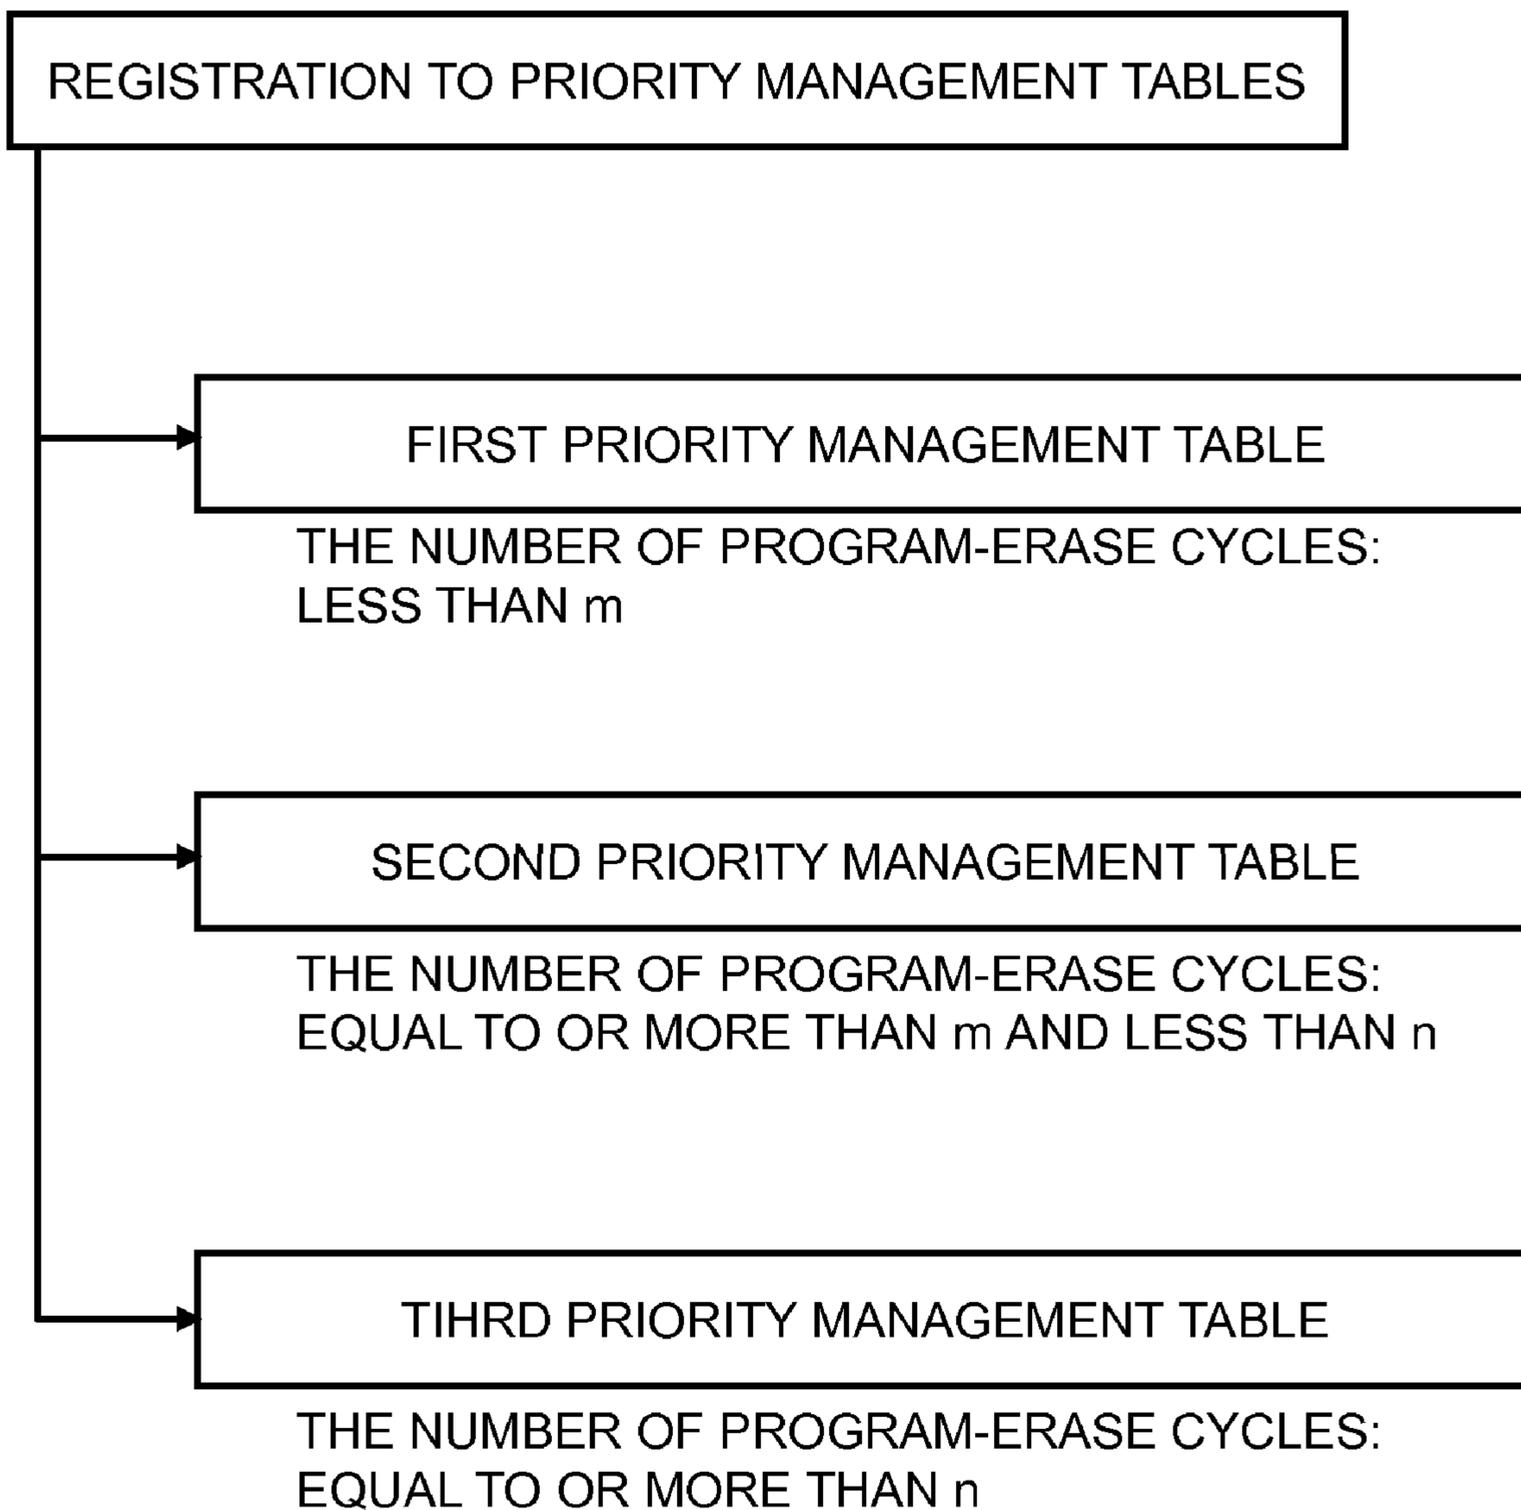 REGISTRATION TO PRIORITY MANAGEMENT TABLES
FIRST PRIORITY MANAGEMENT TABLE
THE NUMBER OF PROGRAM-ERASE CYCLES:
LESS THAN m
SECOND PRIORITY MANAGEMENT TABLE
THE NUMBER OF PROGRAM-ERASE CYCLES:
EQUAL TO OR MORE THAN m AND LESS THAN n
TIHRD PRIORITY MANAGEMENT TABLE
THE NUMBER OF PROGRAM-ERASE CYCLES:
EQUAL TO OR MORE THAN n